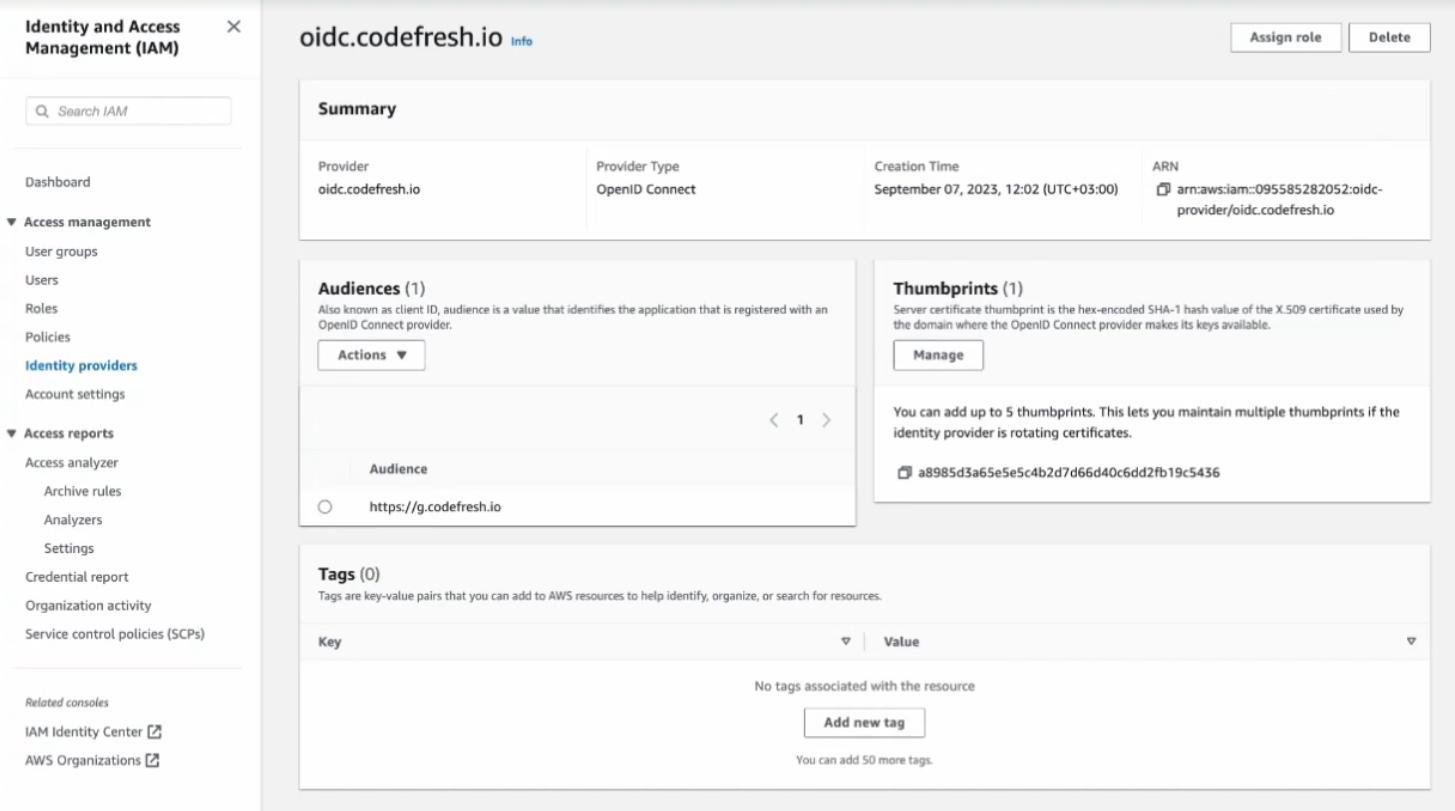 Identity and Access
Management (IAM)
Search IAM
Dashboard
Access management
User groups
Users
Roles
Policies
Identity providers
Account settings
Access reports
Access analyzer
Archive rules
Analyzers
Settings
Credential report
Organization activity
Service control policies (SCPs)
Related consoles
IAM Identity Center
AWS Organizations
oidc.codefresh.io Info
Assign role
Delete
Summary
Provider
oidc.codefresh.io
Provider Type
OpenID Connect
Creation Time
September 07, 2023, 12:02 (UTC+03:00)
ARN
arn:aws:iam::095585282052:oidc-
provider/oidc.codefresh.io
Audiences (1)
Also known as client ID, audience is a value that identifies the application that is registered with an
OpenID Connect provider.
Actions
1
Audience
https://g.codefresh.io
Thumbprints (1)
Server certificate thumbprint is the hex-encoded SHA-1 hash value of the X.509 certificate used by
the domain where the OpenID Connect provider makes its keys available.
Manage
You can add up to 5 thumbprints. This lets you maintain multiple thumbprints if the
identity provider is rotating certificates.
a8985d3a65e5e5c4b2d7d66d40c6dd2fb19c5436
Tags (0)
Tags are key-value pairs that you can add to AWS resources to help identify, organize, or search for resources.
Key
Value
No tags associated with the resource
Add new tag
You can add 50 more tags.